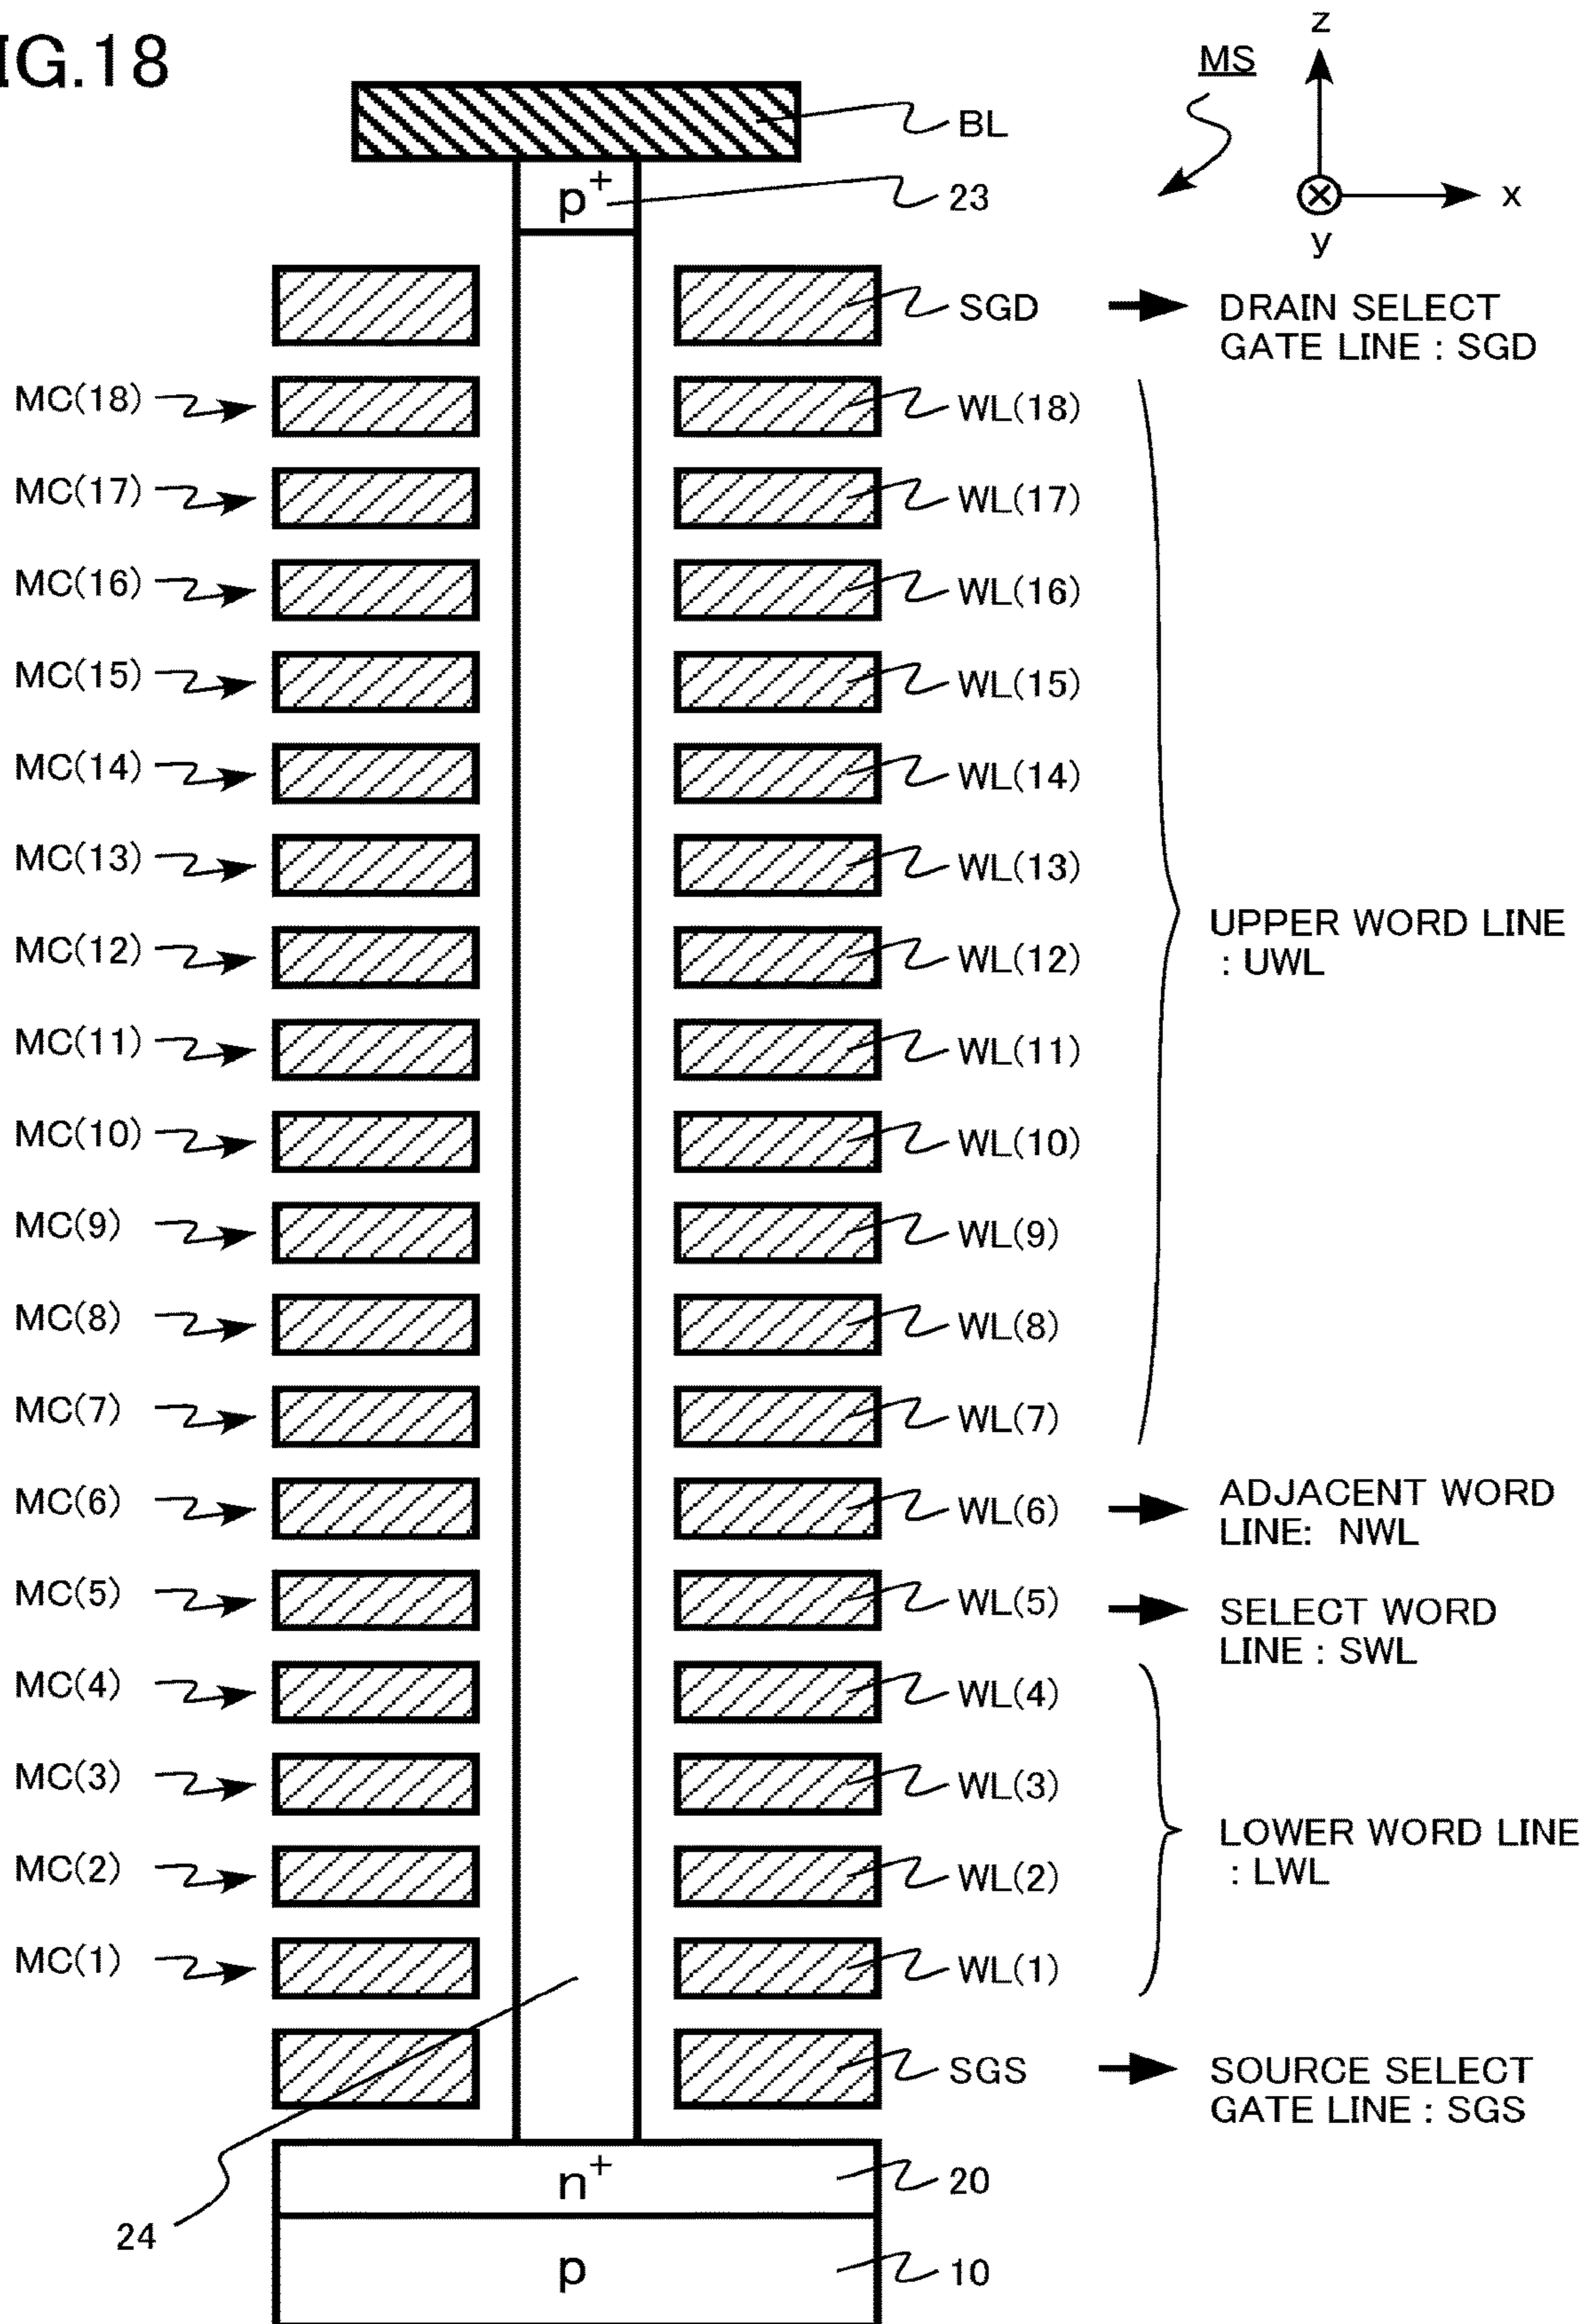 IG.18
z
MS
BL
x
p+
23
y
SGD
DRAIN SELECT
GATE LINE : SGD
MC(18)
WL(18)
MC(17)
WL(17)
MC(16)
WL(16)
MC(15)
WL(15)
MC(14)
WL(14)
MC(13)
WL(13)
UPPER WORD LINE
: UWL
MC(12)
WL(12)
MC(11)
WL(11)
MC(10)
WL(10)
MC(9)
WL(9)
MC(8)
WL(8)
MC(7)
WL(7)
MC(6)
WL(6)
ADJACENT WORD
LINE: NWL
MC(5)
WL(5)
SELECT WORD
LINE : SWL
MC(4)
WL(4)
MC(3)
WL(3)
LOWER WORD LINE
: LWL
MC(2)
WL(2)
MC(1)
WL(1)
SGS
SOURCE SELECT
GATE LINE : SGS
n+
20
24
p
10